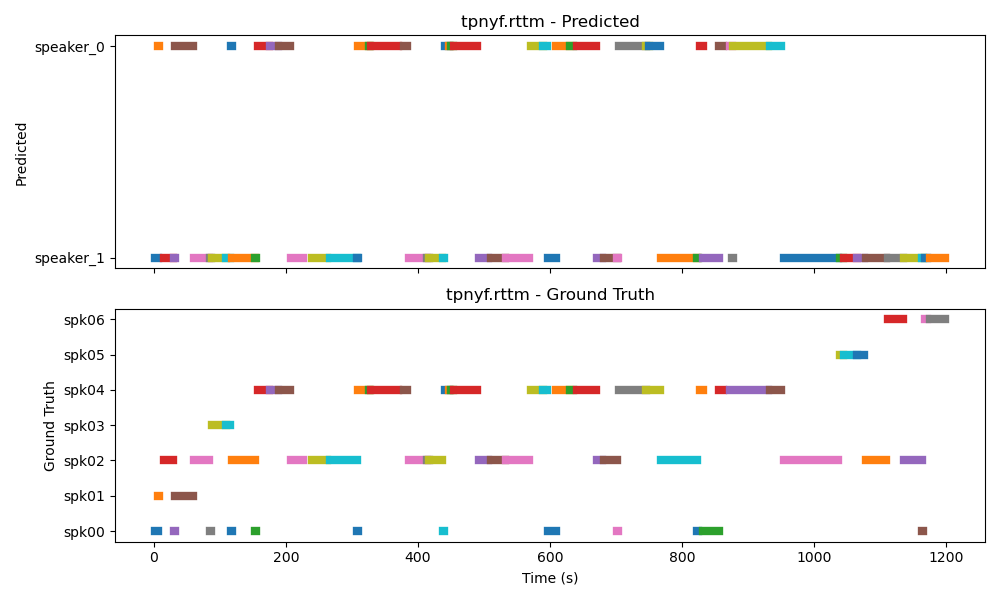 tpnyf.rttm - Predicted
speaker_0
Predicted
speaker_1
tpnyf.rttm - Ground Truth
spk06
spk05
spk04
Ground Truth
spk03
spk02
spk01
spk00
0 200 400 600 800 1000 1200
Time (s)